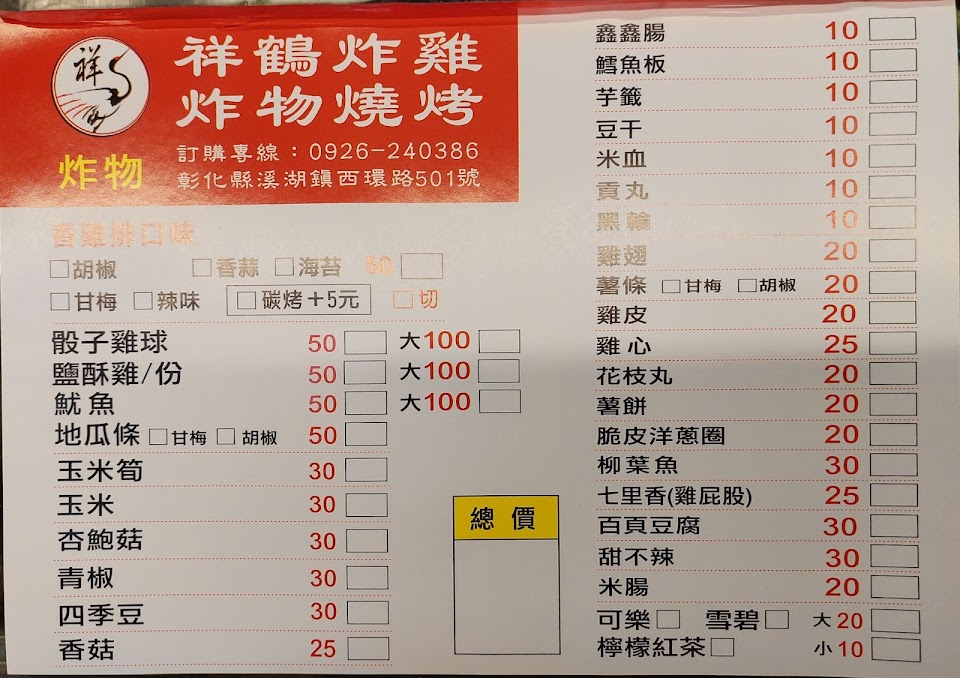 祥
祥鶴炸雞
炸物燒烤
炸物
訂購專線：0926-240386
彰化縣溪湖鎮西環路501號
香雞排口味
□胡椒 □香蒜 □海苔 60 □
□甘梅 □辣味 □碳烤+5元 □切
骰子雞球 50 □ 大100 □
鹽酥雞/份 50 □ 大100 □
魷魚 50 □ 大100 □
地瓜條 □甘梅 □胡椒 50 □
玉米筍 30 □
玉米 30 □
杏鮑菇 30 □
青椒 30 □
四季豆 30 □
香菇 25 □
總價
鑫鑫腸 10 □
鱈魚板 10 □
芋籤 10 □
豆干 10 □
米血 10 □
貢丸 10 □
黑輪 10 □
雞翅 20 □
薯條 □甘梅 □胡椒 20 □
雞皮 20 □
雞心 25 □
花枝丸 20 □
薯餅 20 □
脆皮洋蔥圈 20 □
柳葉魚 30 □
七里香(雞屁股) 25 □
百頁豆腐 30 □
甜不辣 30 □
米腸 20 □
可樂□ 雪碧□ 大20 □
檸檬紅茶□ 小10 □